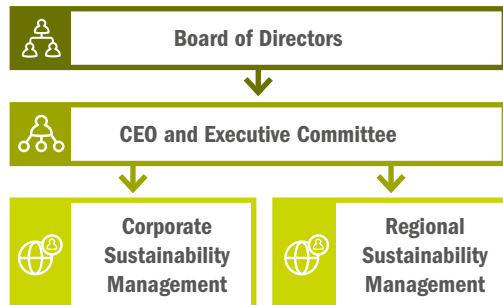 Board of Directors
CEO and Executive Committee
Corporate
Sustainability
Management
Regional
Sustainability
Management